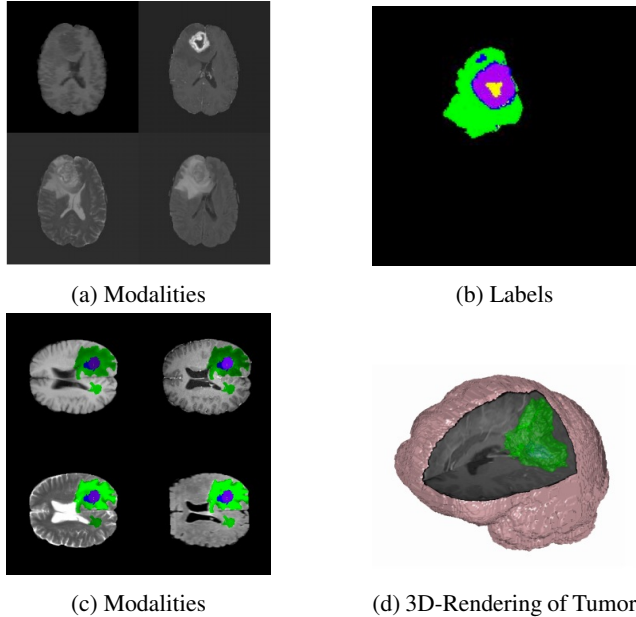 (a) Modalities
(b) Labels
(c) Modalities
(d) 3D-Rendering of Tumor